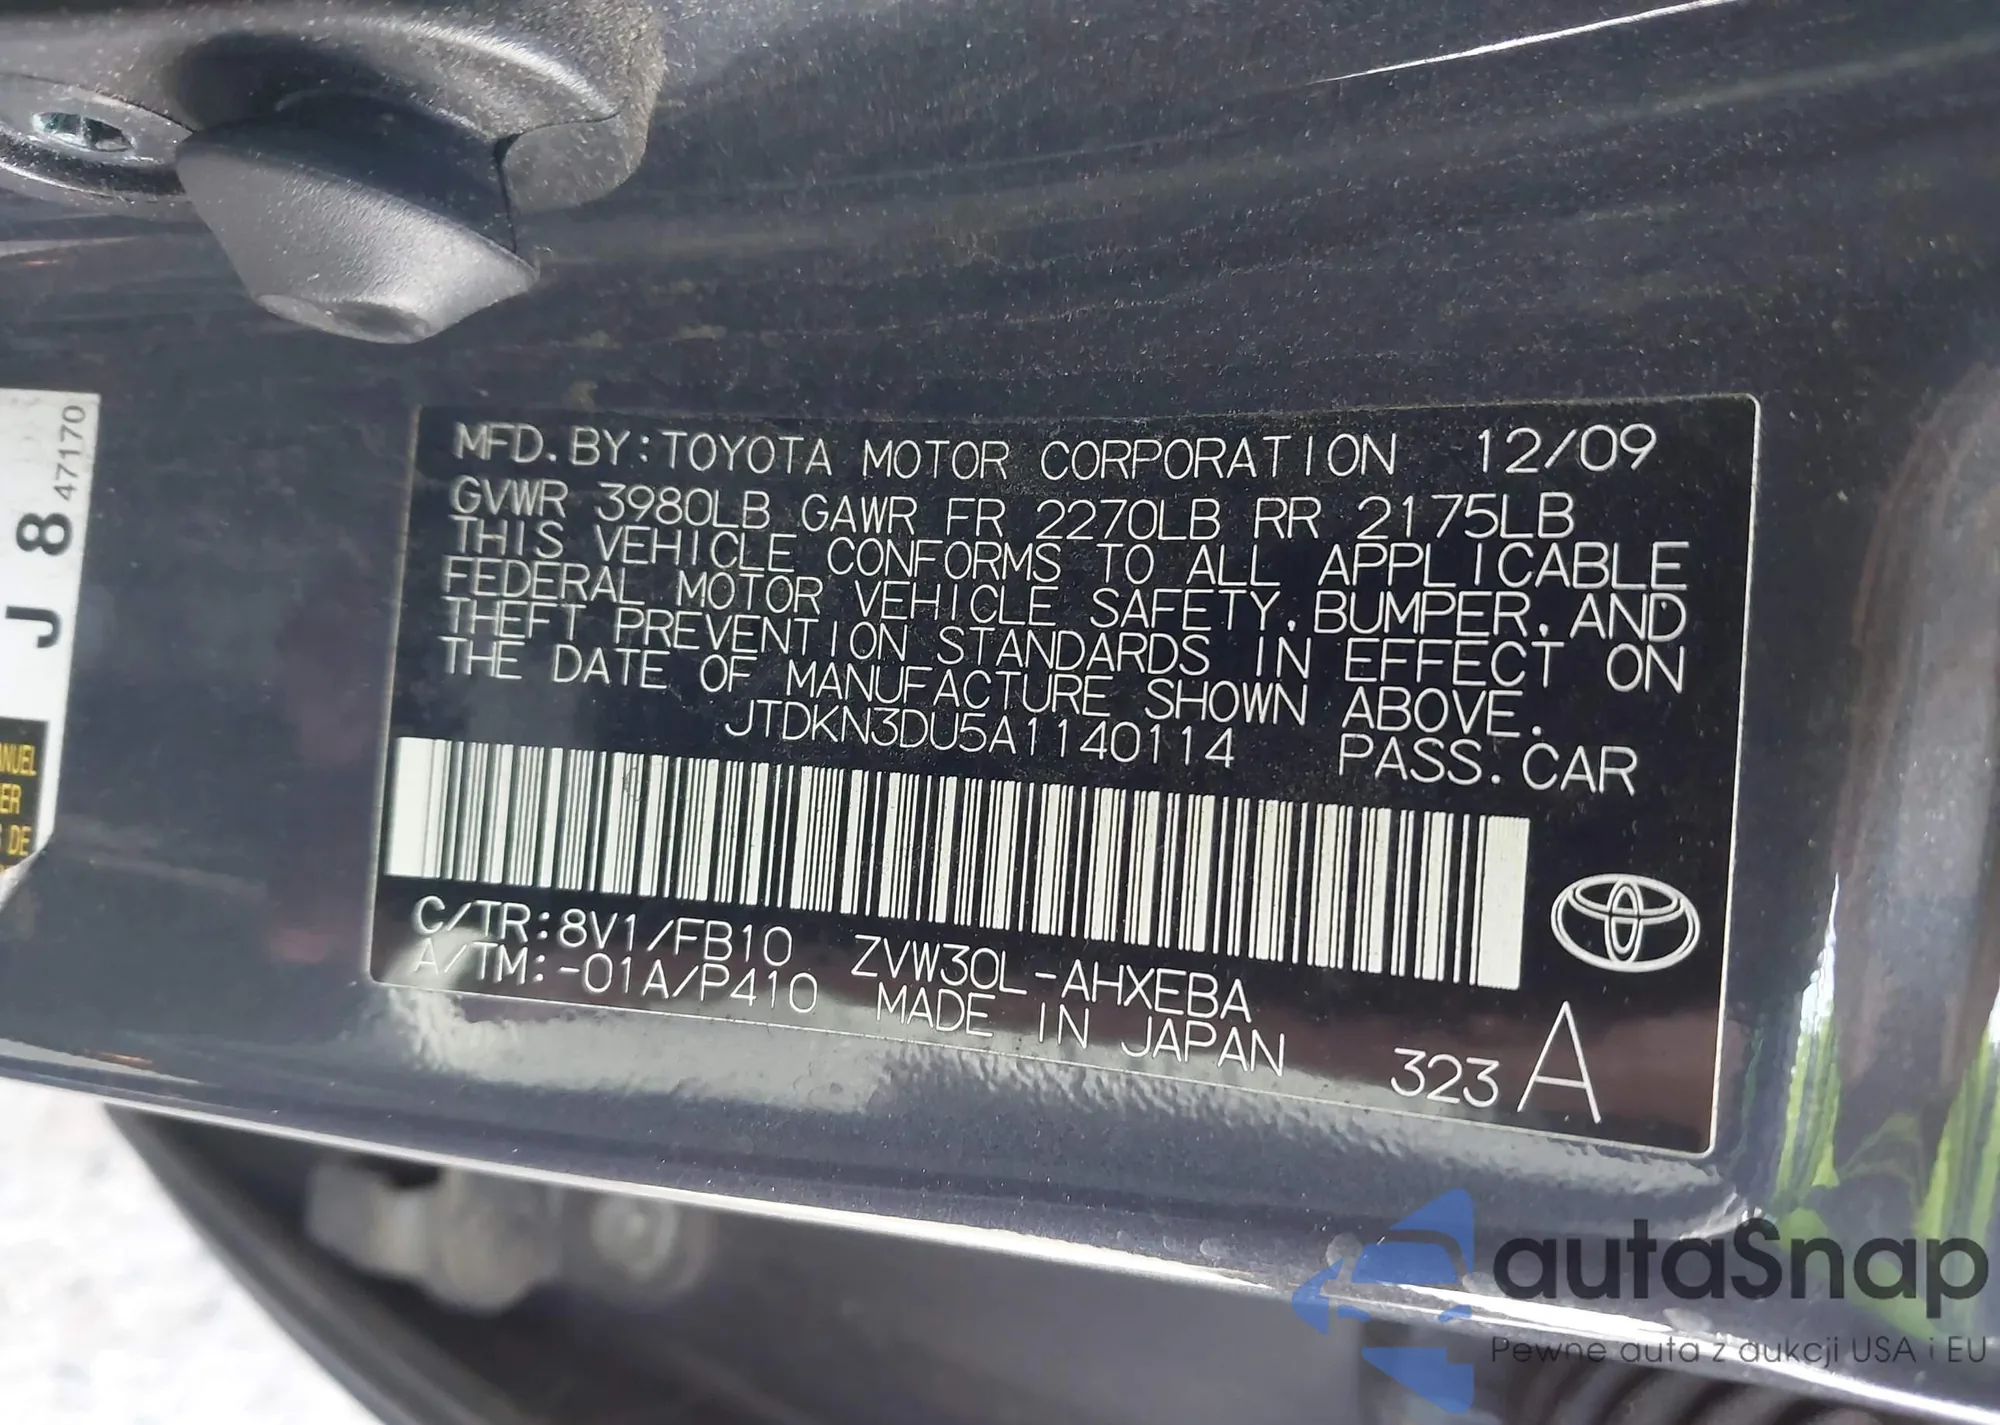 J 8 47170
ANUEL
ER
DE
MFD. BY: TOYOTA MOTOR CORPORATION 12/09
GVWR 3980LB GAWR FR 2270LB RR 2175LB
THIS VEHICLE CONFORMS TO ALL APPLICABLE
FEDERAL MOTOR VEHICLE SAFETY, BUMPER, AND
THEFT PREVENTION STANDARDS IN EFFECT ON
THE DATE OF MANUFACTURE SHOWN ABOVE.
JTDKN3DU5A1140114 PASS. CAR
C/TR: 8V1/FB10 ZVW30L-AHXEBA
A/TM: -01A/P410 MADE IN JAPAN
323 A
autaSnap
Pewne auta z aukcji USA i EU